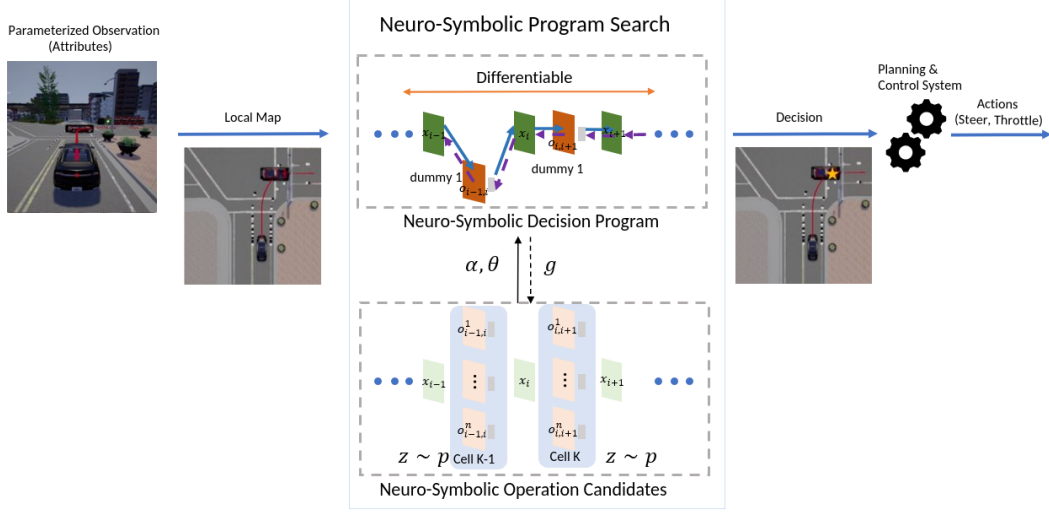 Parameterized Observation
(Attributes)
Local Map
Neuro-Symbolic Program Search
Differentiable
x_{i-1}
x_i
x_{i+1}
o_{i-1,i}
o_{i,i+1}
dummy 1
dummy 1
Neuro-Symbolic Decision Program
α, θ
g
o^1_{i-1,i}
o^1_{i,i+1}
x_{i-1}
x_i
x_{i+1}
o^n_{i-1,i}
o^n_{i,i+1}
z ~ p
Cell K-1
Cell K
z ~ p
Neuro-Symbolic Operation Candidates
Decision
Planning &
Control System
Actions
(Steer, Throttle)